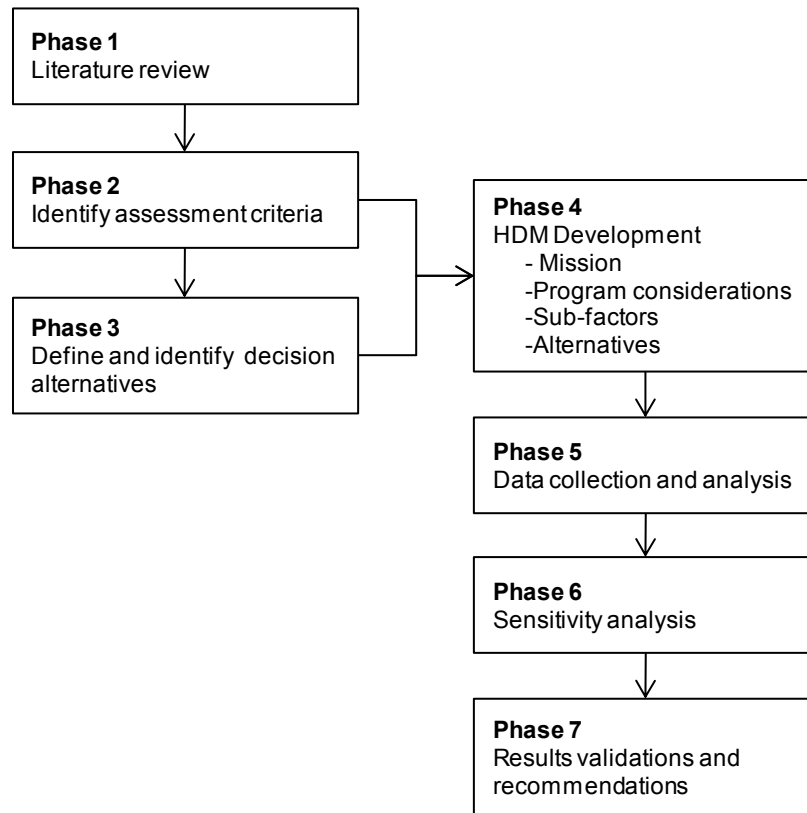 Phase 1
Literature review
Phase 2
Identify assessment criteria
Phase 3
Define and identify decision
alternatives
Phase 4
HDM Development
- Mission
-Program considerations
-Sub-factors
-Alternatives
Phase 5
Data collection and analysis
Phase 6
Sensitivity analysis
Phase 7
Results validations and
recommendations